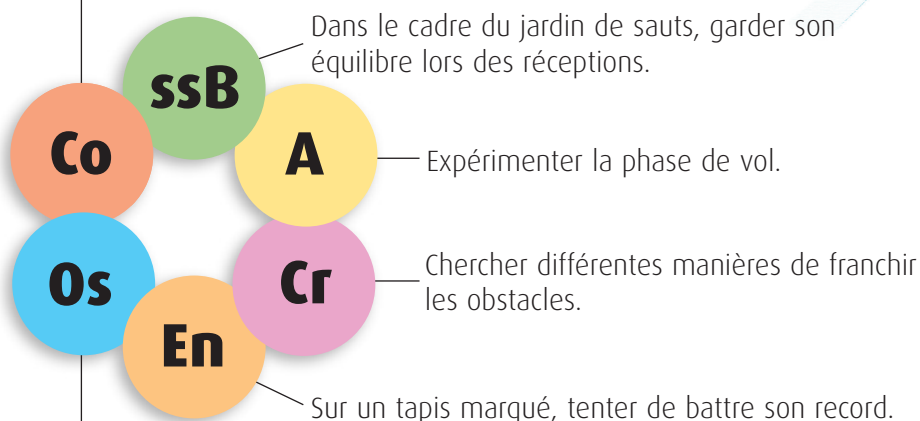 Dans le cadre du jardin de sauts, garder son
équilibre lors des réceptions.
ssB
Co
A
Expérimenter la phase de vol.
Os
Cr
Chercher différentes manières de franchir
les obstacles.
En
Sur un tapis marqué, tenter de battre son record.